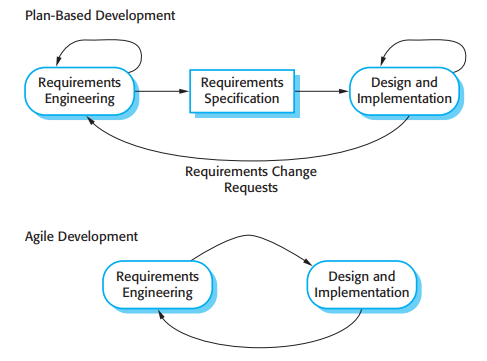 Plan-Based Development
Requirements
Engineering
Requirements
Specification
Design and
Implementation
Requirements Change
Requests
Agile Development
Requirements
Engineering
Design and
Implementation